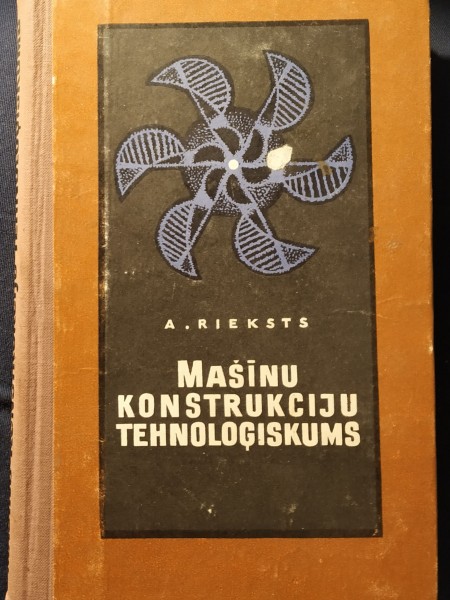 A. RIEKSTS
MAŠĪNU
KONSTRUKCIJU
TEHNOLOĢISKUMS